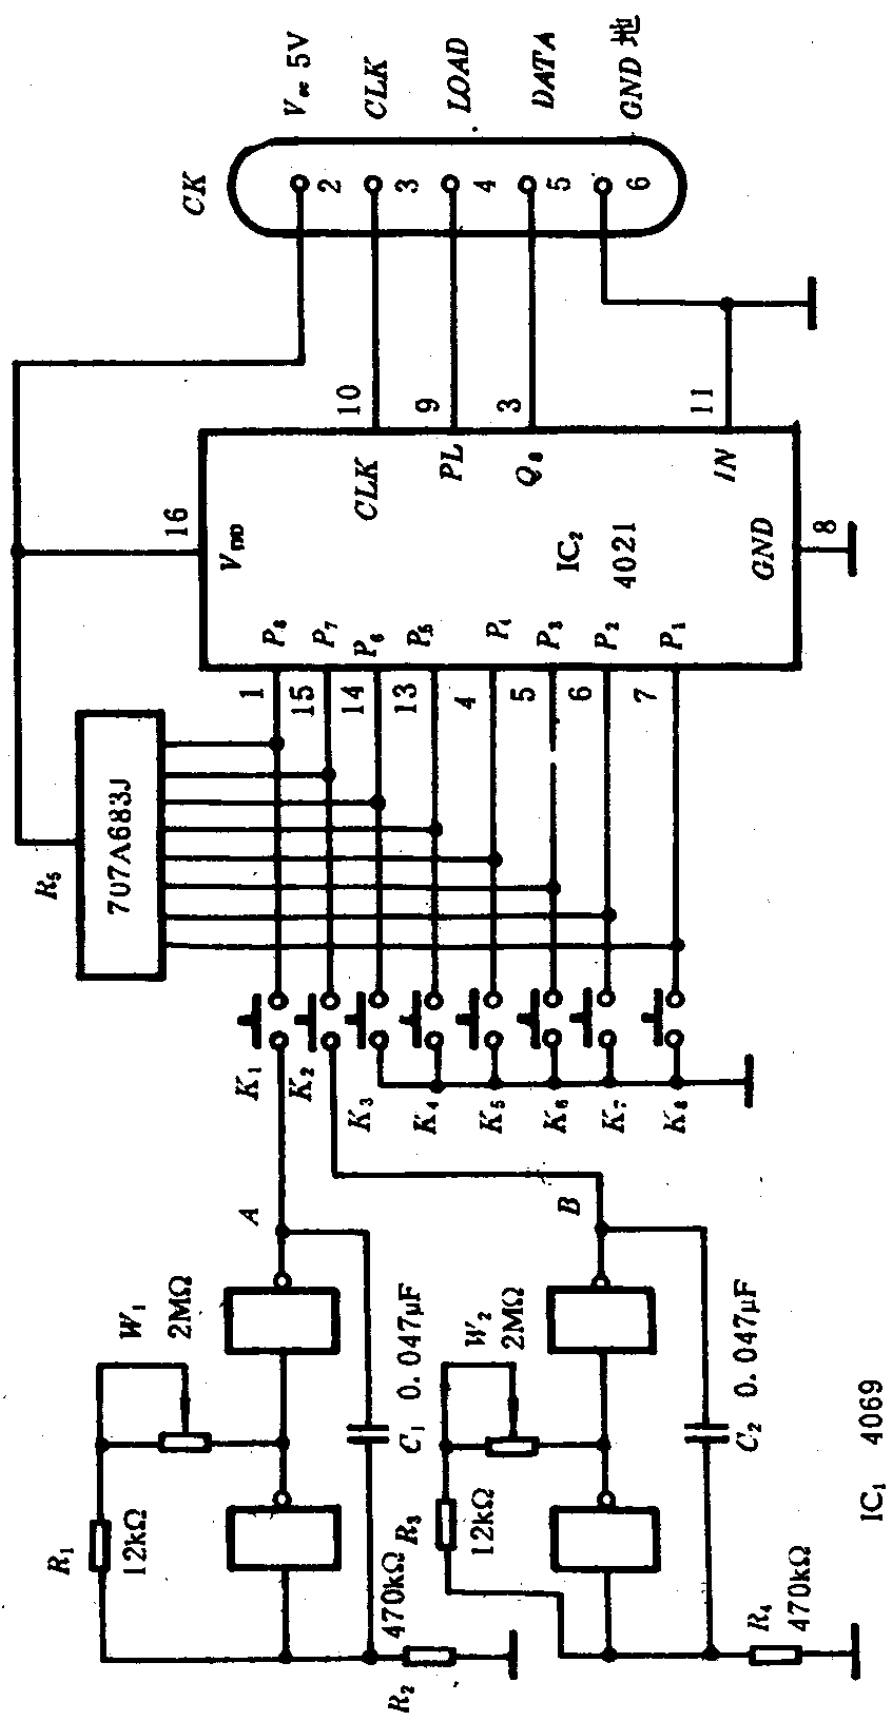 CK
2
V_cc 5V
3
CLK
4
LOAD
5
DATA
6
GND 地
16
10
9
3
11
8
V_DD
CLK
PL
Q_8
IN
GND
IC₂
4021
P₈
P₇
P₆
P₅
P₄
P₃
P₂
P₁
1
15
14
13
4
5
6
7
R₅
707A683J
K₁
K₂
K₃
K₄
K₅
K₆
K₇
K₈
A
B
W₁
2MΩ
R₁
12kΩ
C₁ 0.047μF
R₂
470kΩ
W₂
2MΩ
R₃
12kΩ
C₂ 0.047μF
R₄
470kΩ
IC₁ 4069